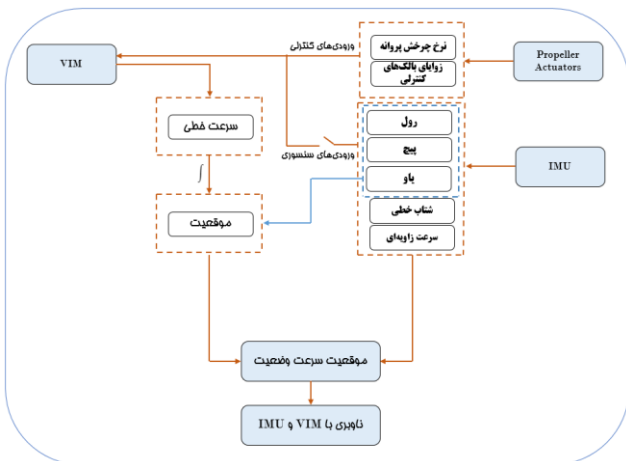 ورودی‌های کنترلی
نرخ چرخش پروانه
زوایای بالک‌های
کنترلی
Propeller
Actuators
VIM
سرعت خطی
رول
پیچ
یاو
ورودی‌های سنسوری
IMU
∫
موقعیت
شتاب خطی
سرعت زاویه‌ای
موقعیت سرعت وضعیت
ناوبری با VIM و IMU